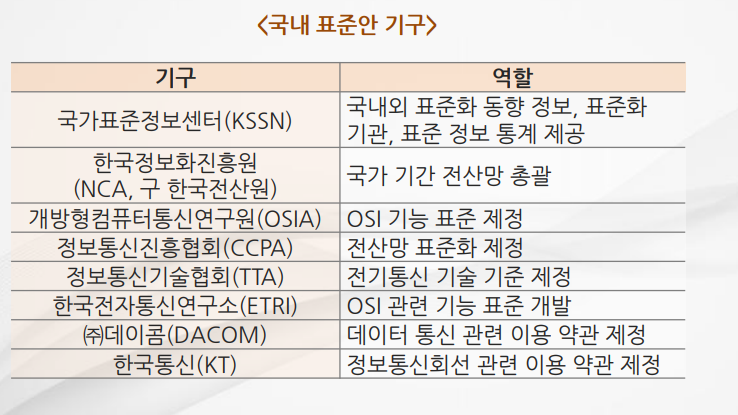 <국내 표준안 기구>
기구 역할
국가표준정보센터(KSSN) 국내외 표준화 동향 정보, 표준화
기관, 표준 정보 통계 제공
한국정보화진흥원
(NCA, 구 한국전산원) 국가 기간 전산망 총괄
개방형컴퓨터통신연구원(OSIA) OSI 기능 표준 제정
정보통신진흥협회(CCPA) 전산망 표준화 제정
정보통신기술협회(TTA) 전기통신 기술 기준 제정
한국전자통신연구소(ETRI) OSI 관련 기능 표준 개발
㈜데이콤(DACOM) 데이터 통신 관련 이용 약관 제정
한국통신(KT) 정보통신회선 관련 이용 약관 제정